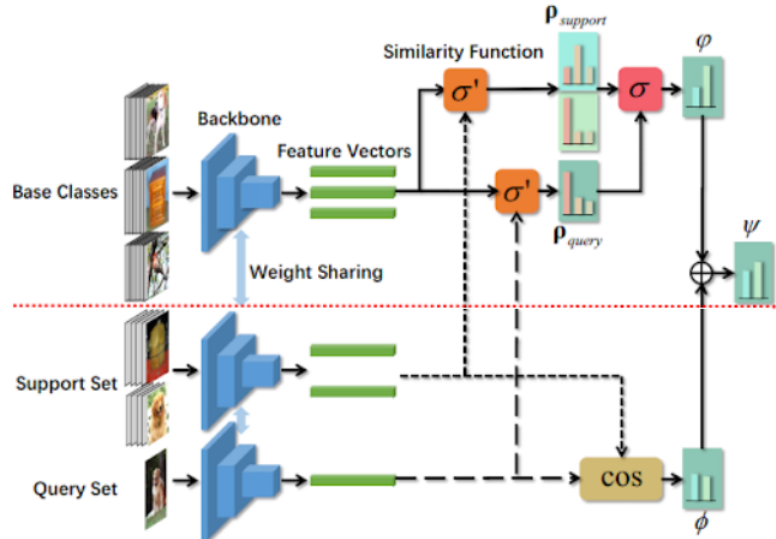 ρsupport
φ
Similarity Function
σ'
σ
Backbone
Feature Vectors
Base Classes
σ'
ρquery
ψ
Weight Sharing
Support Set
Query Set
cos
ϕ